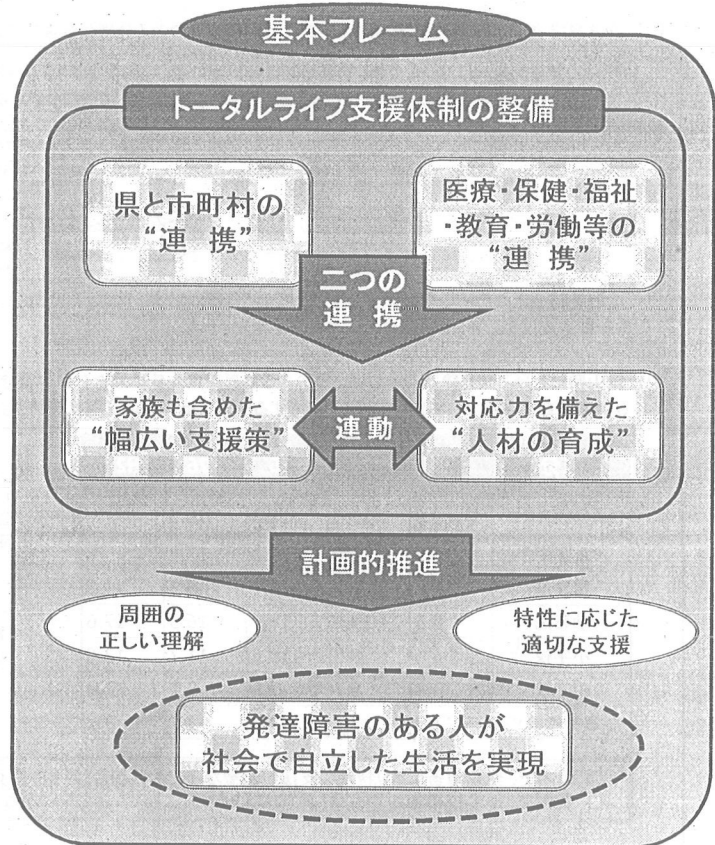 基本フレーム
トータルライフ支援体制の整備
県と市町村の
“連　携”
医療・保健・福祉
・教育・労働等の
“連　携”
二つの
連　携
家族も含めた
“幅広い支援策”
連動
対応力を備えた
“人材の育成”
計画的推進
周囲の
正しい理解
特性に応じた
適切な支援
発達障害のある人が
社会で自立した生活を実現